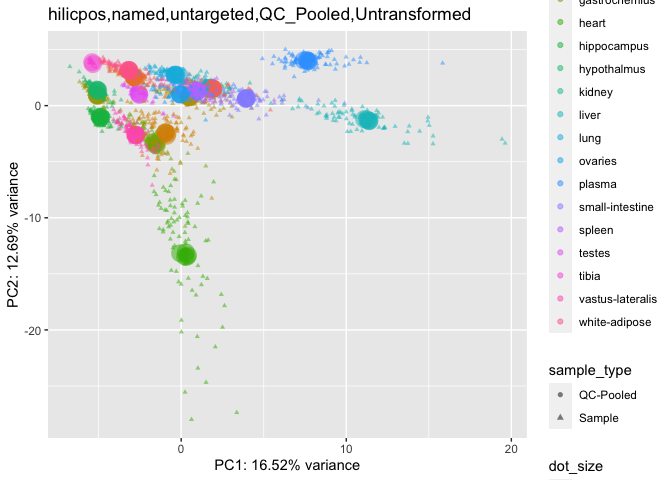 hilicpos,named,untargeted,QC_Pooled,Untransformed
0
-10
-20
PC2: 12.69% variance
0
10
20
PC1: 16.52% variance
heart
hippocampus
hypothalmus
kidney
liver
lung
ovaries
plasma
small-intestine
spleen
testes
tibia
vastus-lateralis
white-adipose
sample_type
QC-Pooled
Sample
dot_size